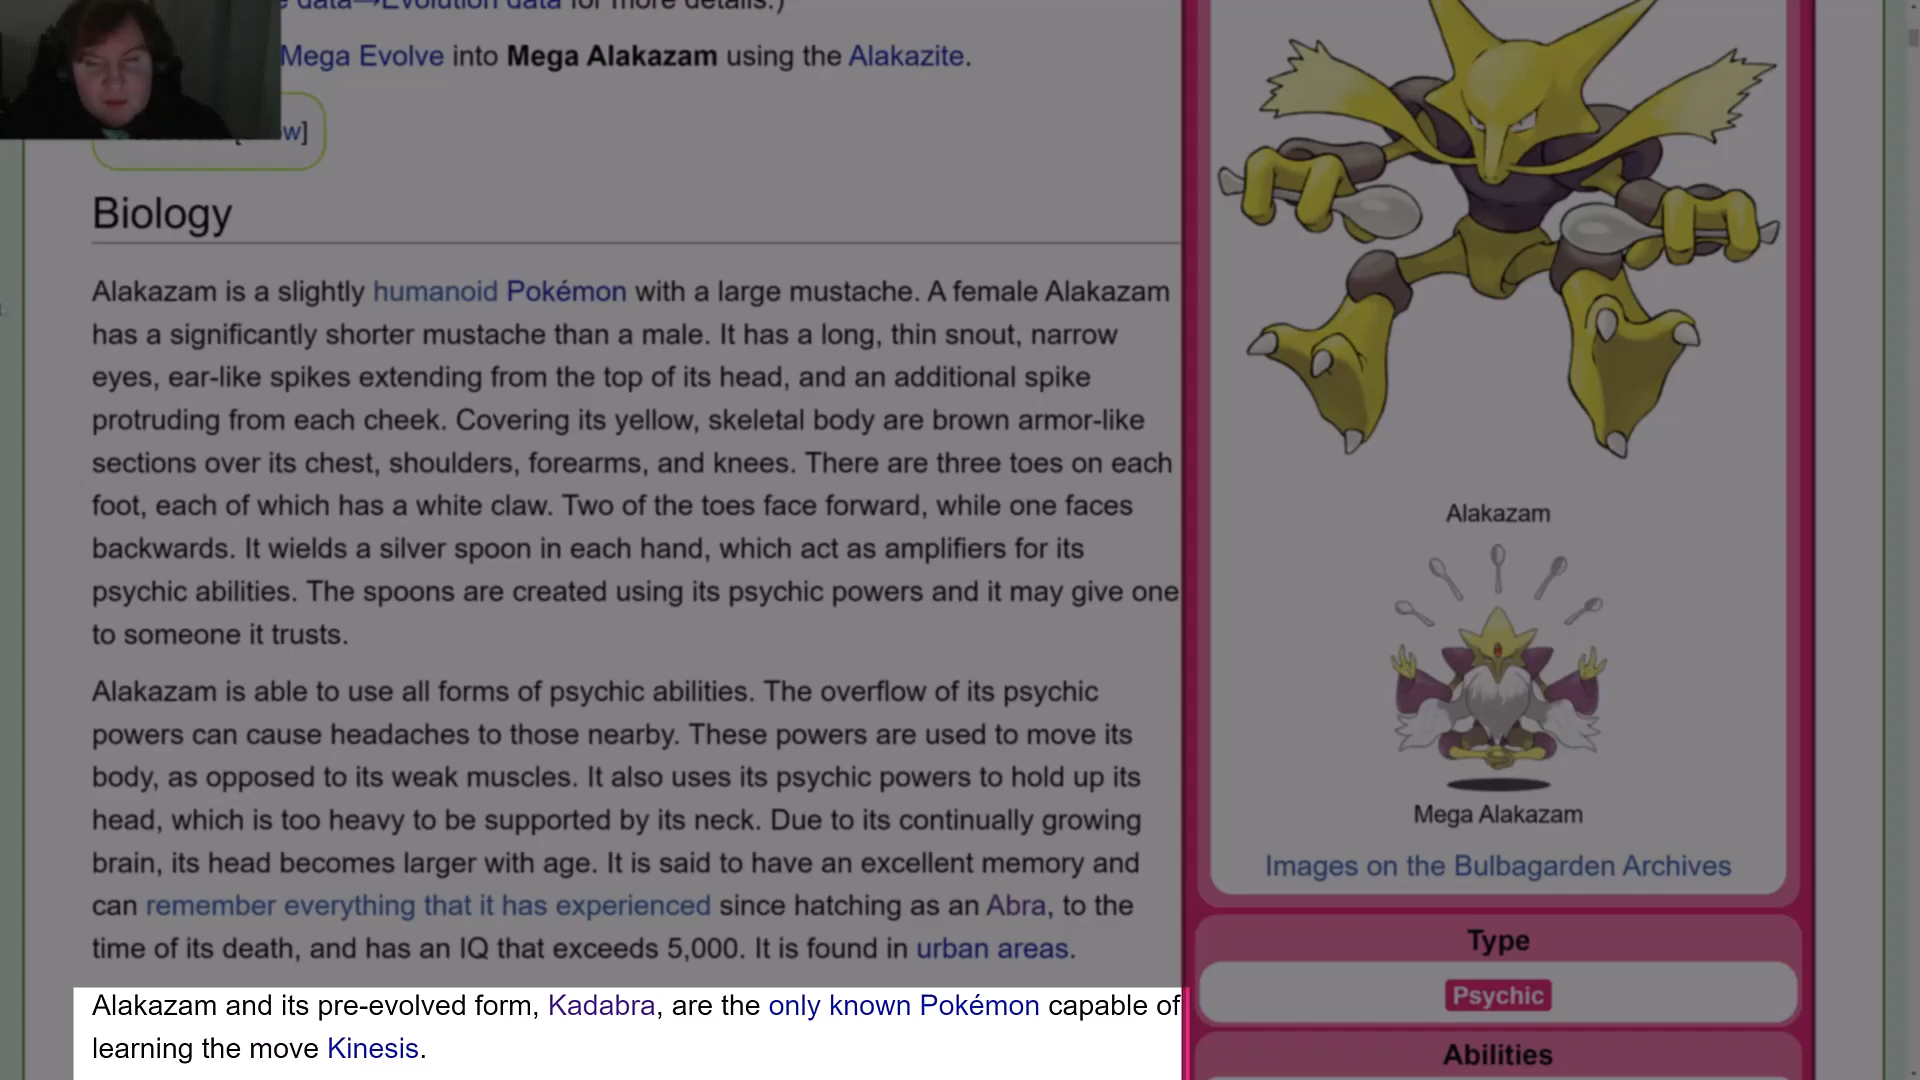 data→Evolution data for more details.)
Mega Evolve into Mega Alakazam using the Alakazite.
w]
Biology
Alakazam is a slightly humanoid Pokémon with a large mustache. A female Alakazam
has a significantly shorter mustache than a male. It has a long, thin snout, narrow
eyes, ear-like spikes extending from the top of its head, and an additional spike
protruding from each cheek. Covering its yellow, skeletal body are brown armor-like
sections over its chest, shoulders, forearms, and knees. There are three toes on each
foot, each of which has a white claw. Two of the toes face forward, while one faces
backwards. It wields a silver spoon in each hand, which act as amplifiers for its
psychic abilities. The spoons are created using its psychic powers and it may give one
to someone it trusts.
Alakazam is able to use all forms of psychic abilities. The overflow of its psychic
powers can cause headaches to those nearby. These powers are used to move its
body, as opposed to its weak muscles. It also uses its psychic powers to hold up its
head, which is too heavy to be supported by its neck. Due to its continually growing
brain, its head becomes larger with age. It is said to have an excellent memory and
can remember everything that it has experienced since hatching as an Abra, to the
time of its death, and has an IQ that exceeds 5,000. It is found in urban areas.
Alakazam and its pre-evolved form, Kadabra, are the only known Pokémon capable of
learning the move Kinesis.
Alakazam
Mega Alakazam
Images on the Bulbagarden Archives
Type
Psychic
Abilities